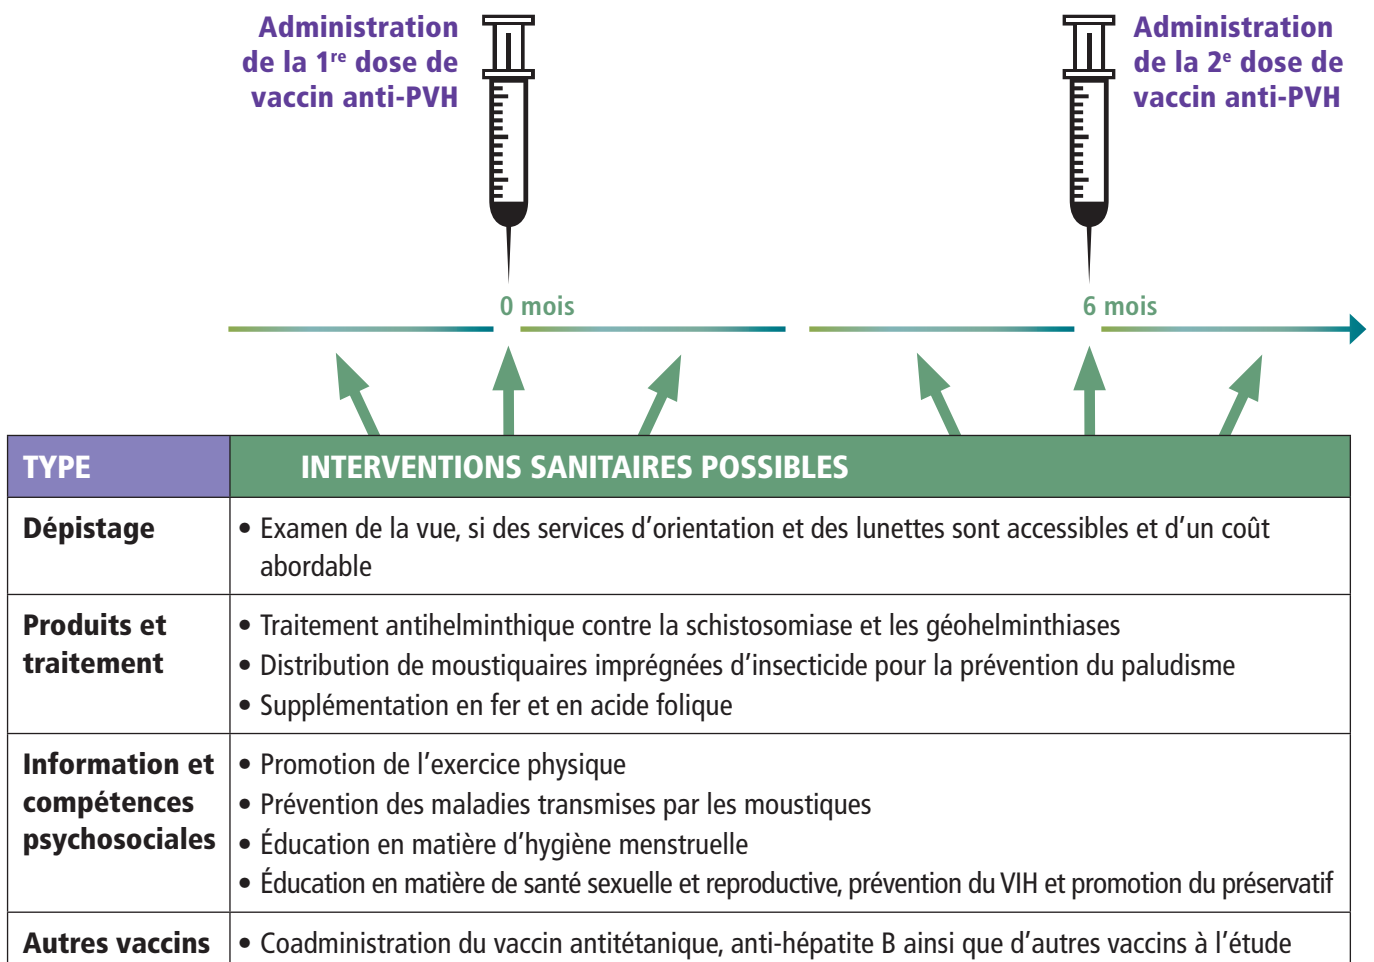 Administration
de la 1re dose de
vaccin anti-PVH
Administration
de la 2e dose de
vaccin anti-PVH
0 mois
6 mois
TYPE
INTERVENTIONS SANITAIRES POSSIBLES
Dépistage
• Examen de la vue, si des services d’orientation et des lunettes sont accessibles et d’un coût
abordable
Produits et
traitement
• Traitement antihelminthique contre la schistosomiase et les géohelminthiases
• Distribution de moustiquaires imprégnées d’insecticide pour la prévention du paludisme
• Supplémentation en fer et en acide folique
Information et
compétences
psychosociales
• Promotion de l’exercice physique
• Prévention des maladies transmises par les moustiques
• Éducation en matière d’hygiène menstruelle
• Éducation en matière de santé sexuelle et reproductive, prévention du VIH et promotion du préservatif
Autres vaccins
• Coadministration du vaccin antitétanique, anti-hépatite B ainsi que d’autres vaccins à l’étude